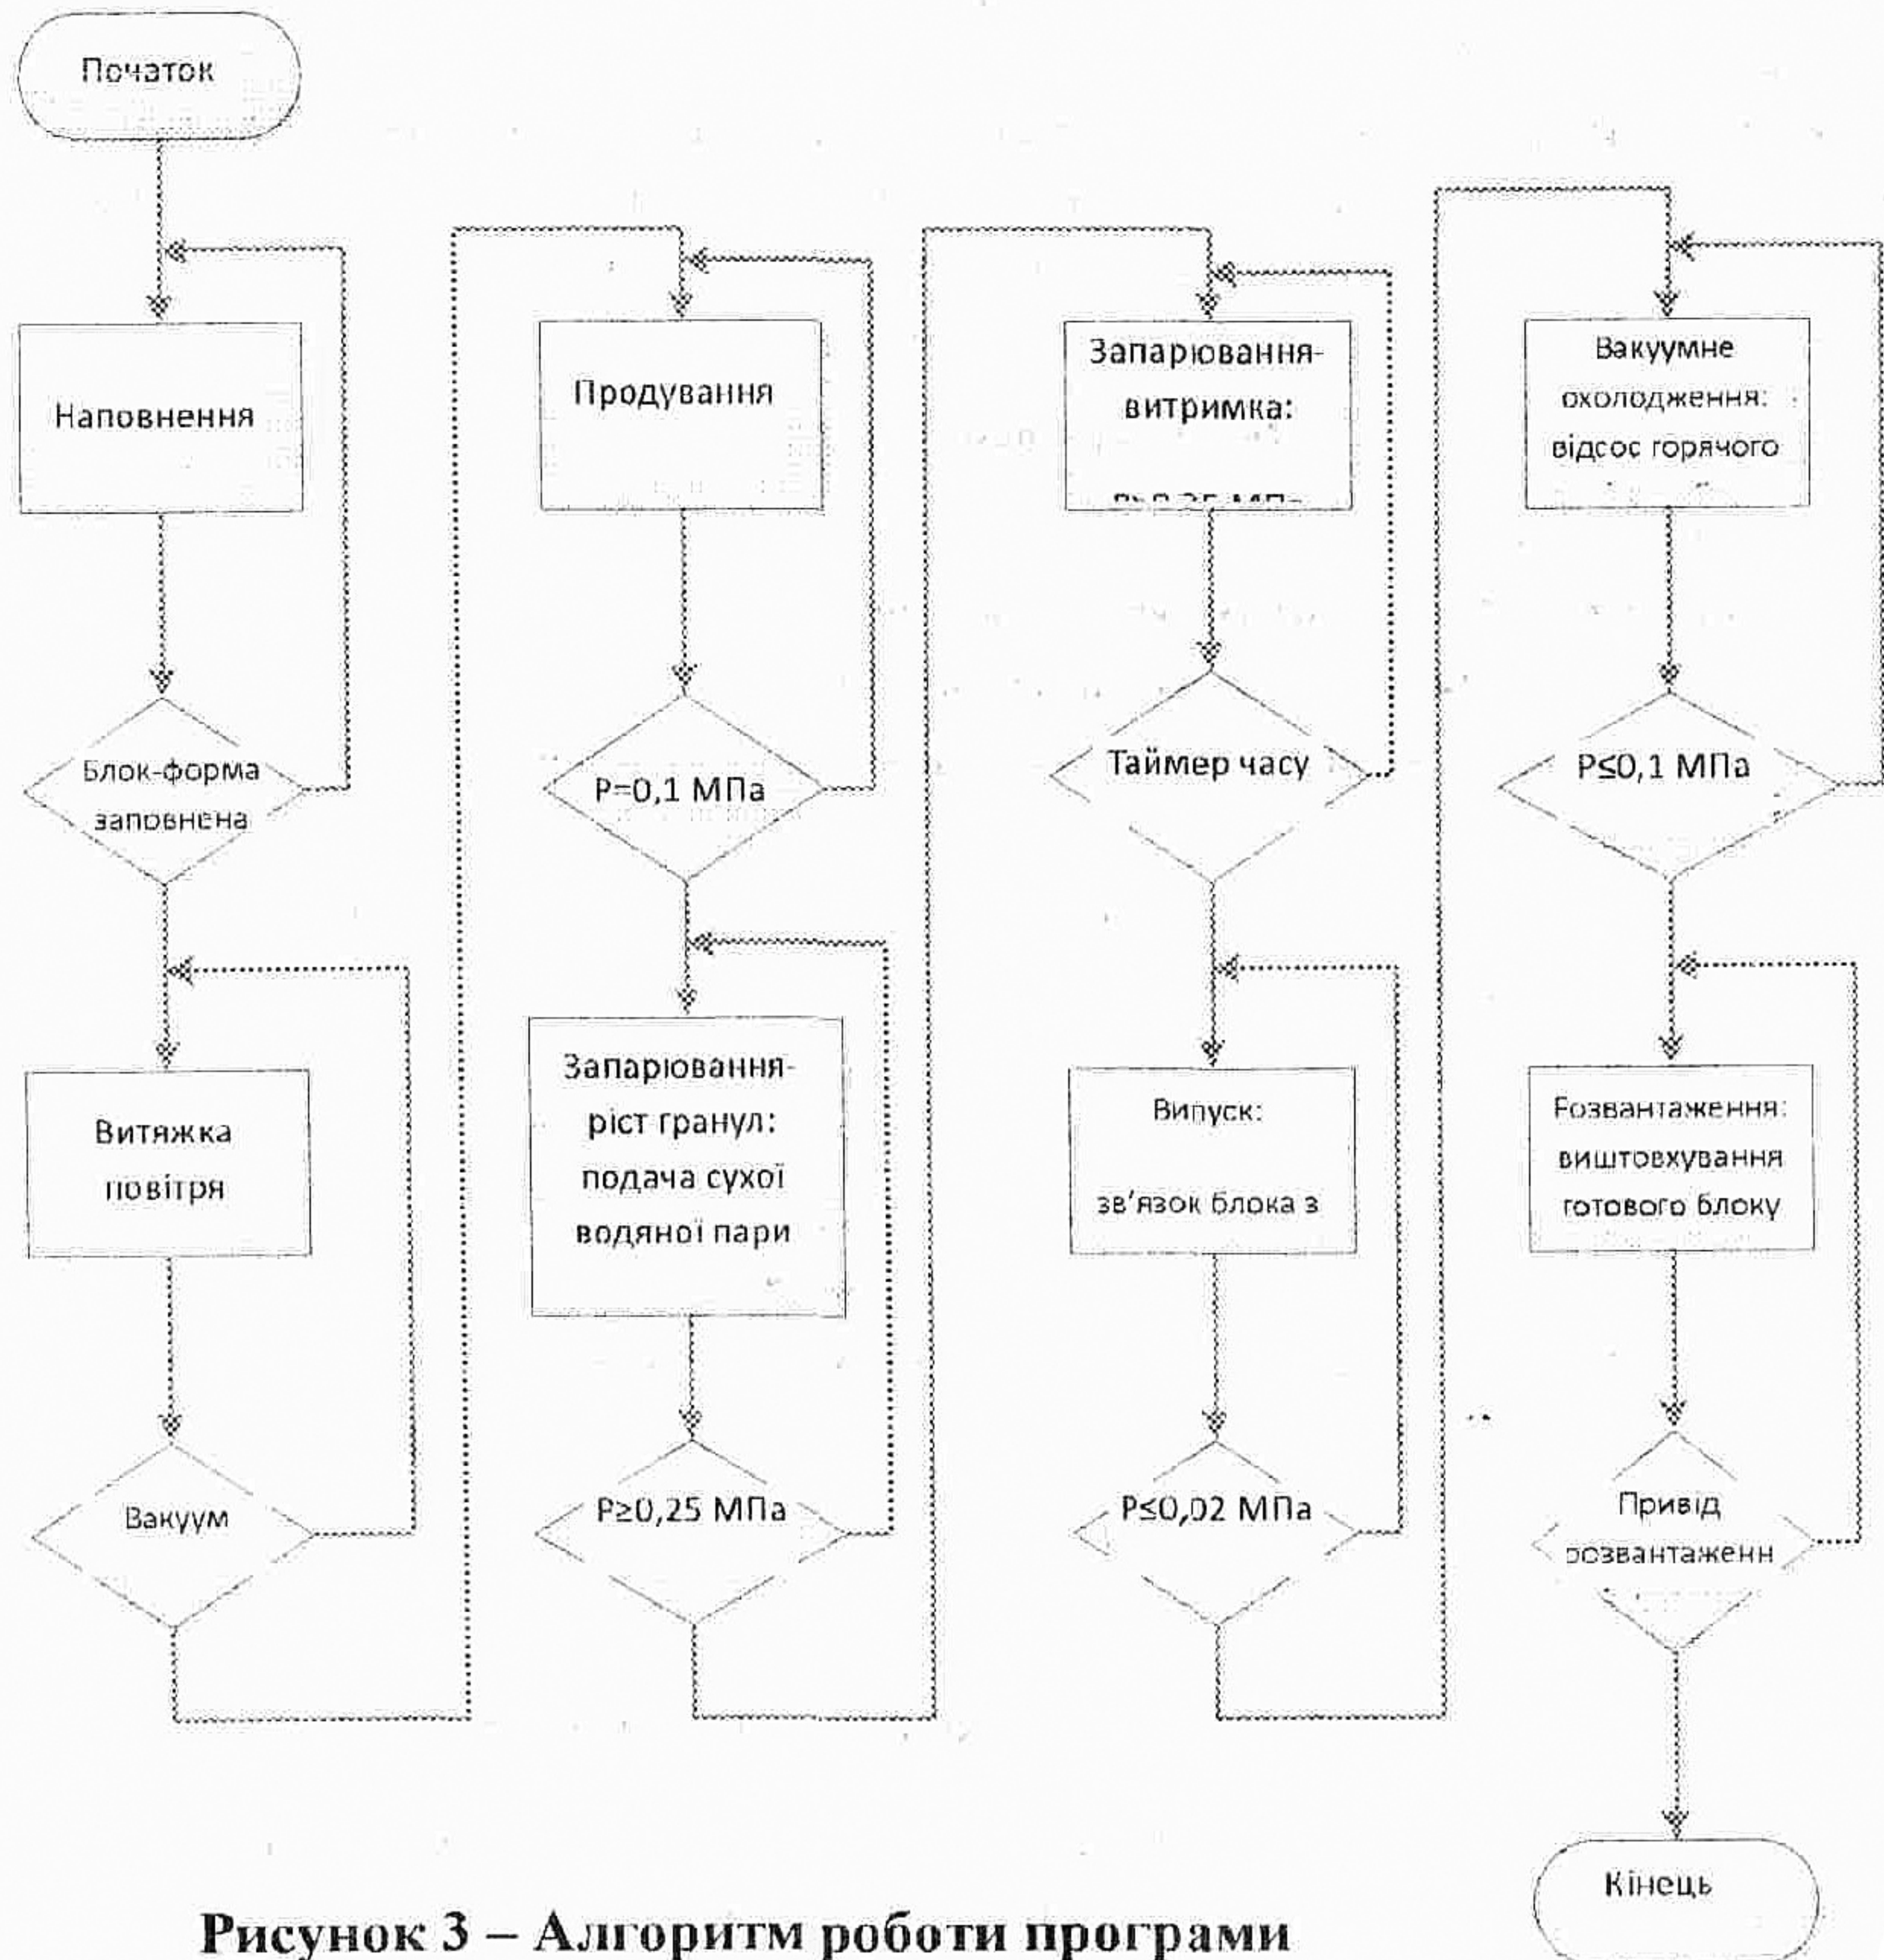 Початок
Наповнення
Блок-форма
заповнена
Витяжка
повітря
Вакуум
Продування
P=0,1 МПа
Запарювання-
ріст гранул:
подача сухої
водяної пари
P≥0,25 МПа
Запарювання-
витримка:
Таймер часу
Випуск:
зв'язок блока з
P≤0,02 МПа
Вакуумне
охолодження:
відсос горячого
P≤0,1 МПа
Розвантаження:
виштовхування
готового блоку
Привід
розвантаженн
Кінець
Рисунок 3 – Алгоритм роботи програми